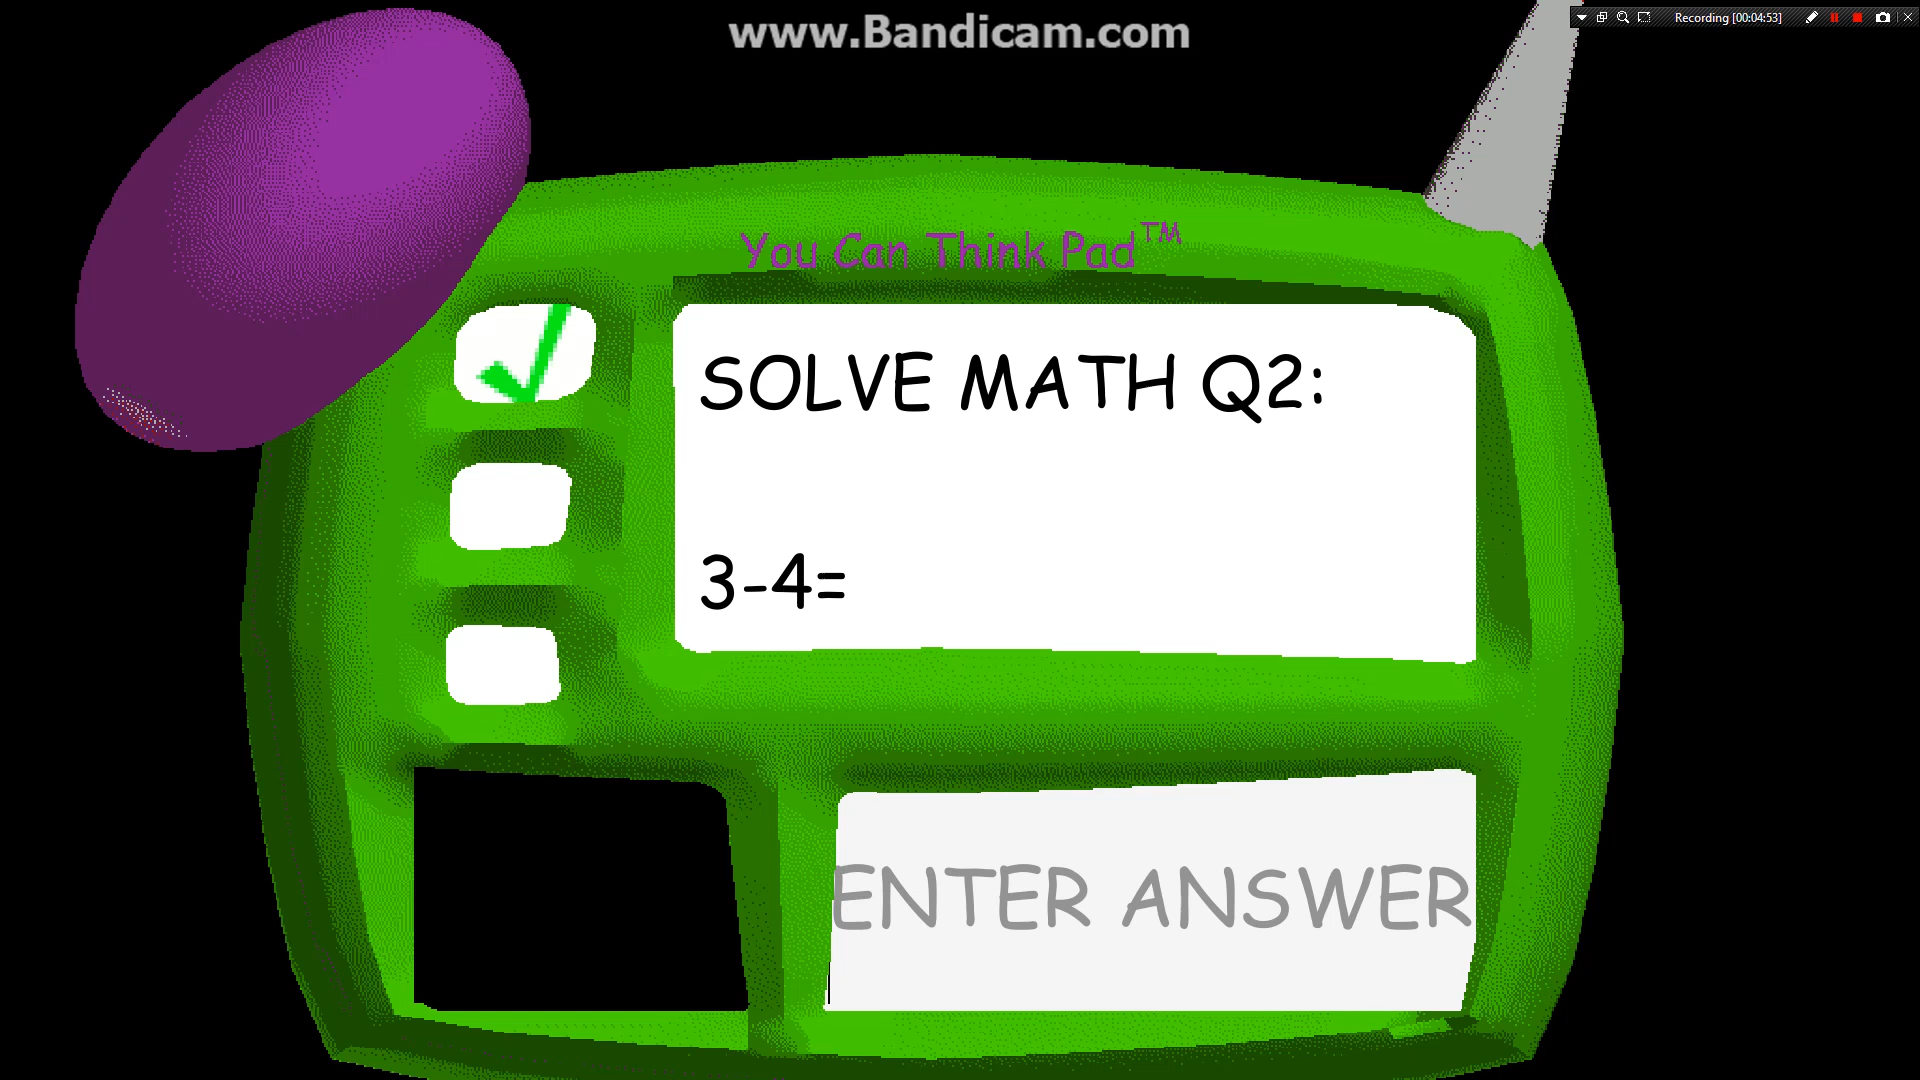 www.Bandicam.com
Recording [00:04:53]
You Can Think Pad™
SOLVE MATH Q2:
3-4=
ENTER ANSWER